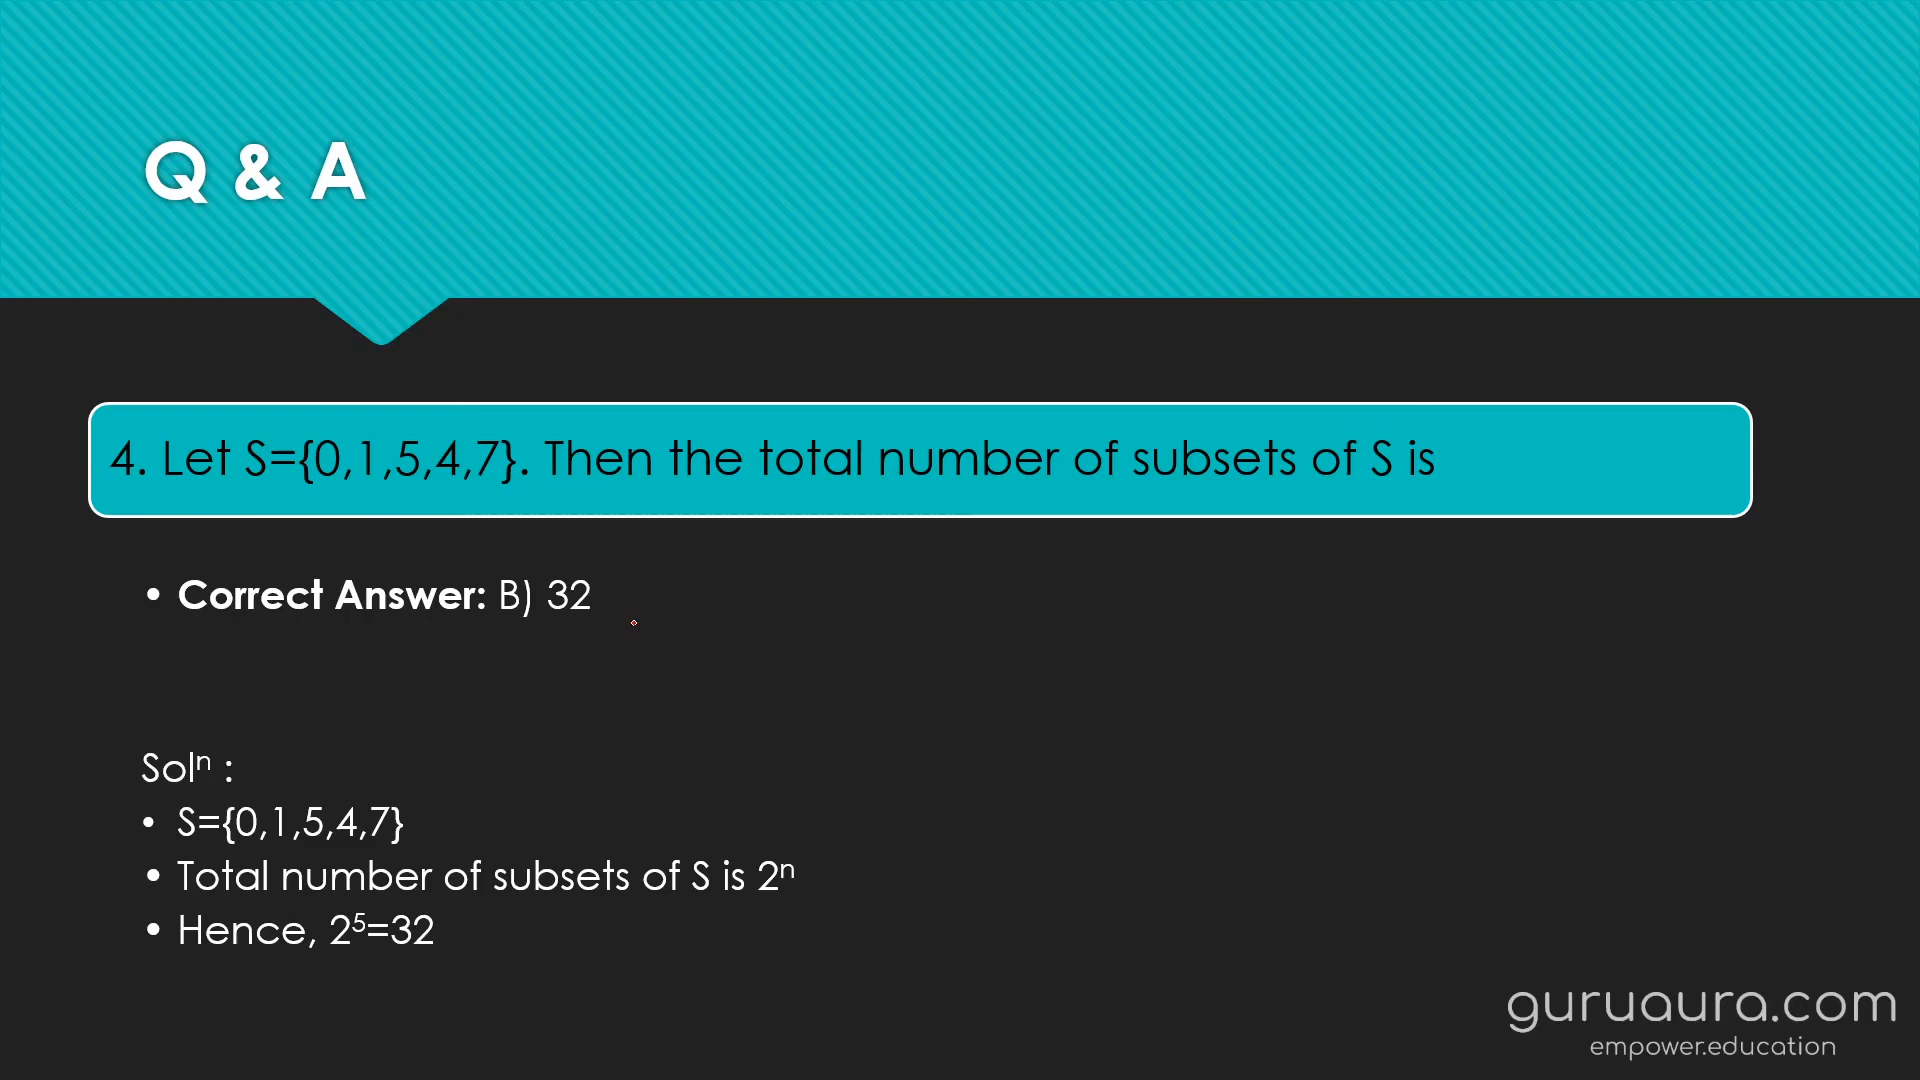 Q & A
4. Let S={0,1,5,4,7}. Then the total number of subsets of S is
• Correct Answer: B) 32
Solⁿ :
• S={0,1,5,4,7}
• Total number of subsets of S is 2ⁿ
• Hence, 2⁵=32
guruaura.com
empower.education